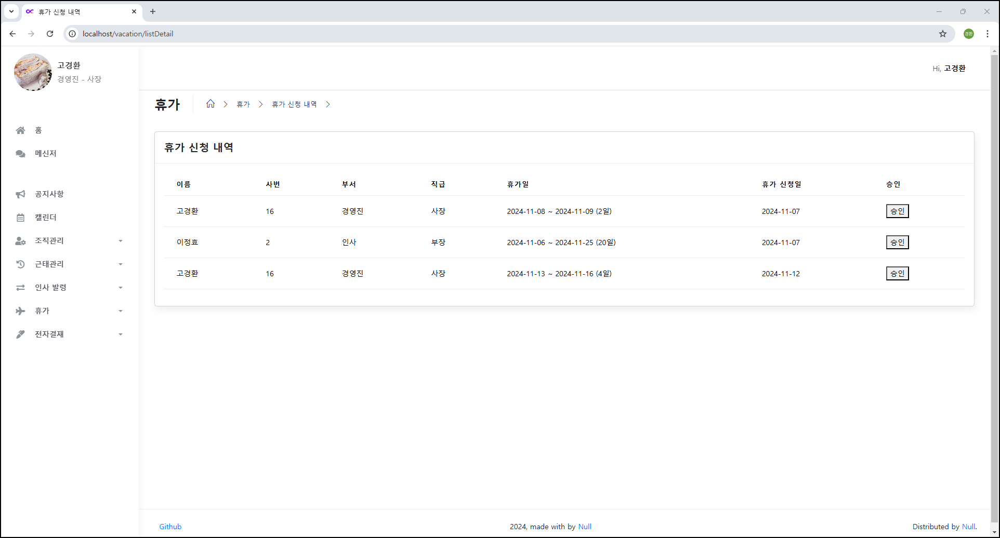 휴가 신청 내역
localhost/vacation/listDetail
경환
고경환
경영진 - 사장
Hi, 고경환
홈
메신저
공지사항
캘린더
조직관리
근태관리
인사 발령
휴가
전자결재
휴가
휴가
휴가 신청 내역
휴가 신청 내역
이름 사번 부서 직급 휴가일 휴가 신청일 승인
고경환 16 경영진 사장 2024-11-08 ~ 2024-11-09 (2일) 2024-11-07 승인
이정효 2 인사 부장 2024-11-06 ~ 2024-11-25 (20일) 2024-11-07 승인
고경환 16 경영진 사장 2024-11-13 ~ 2024-11-16 (4일) 2024-11-12 승인
Github
2024, made with by Null
Distributed by Null.